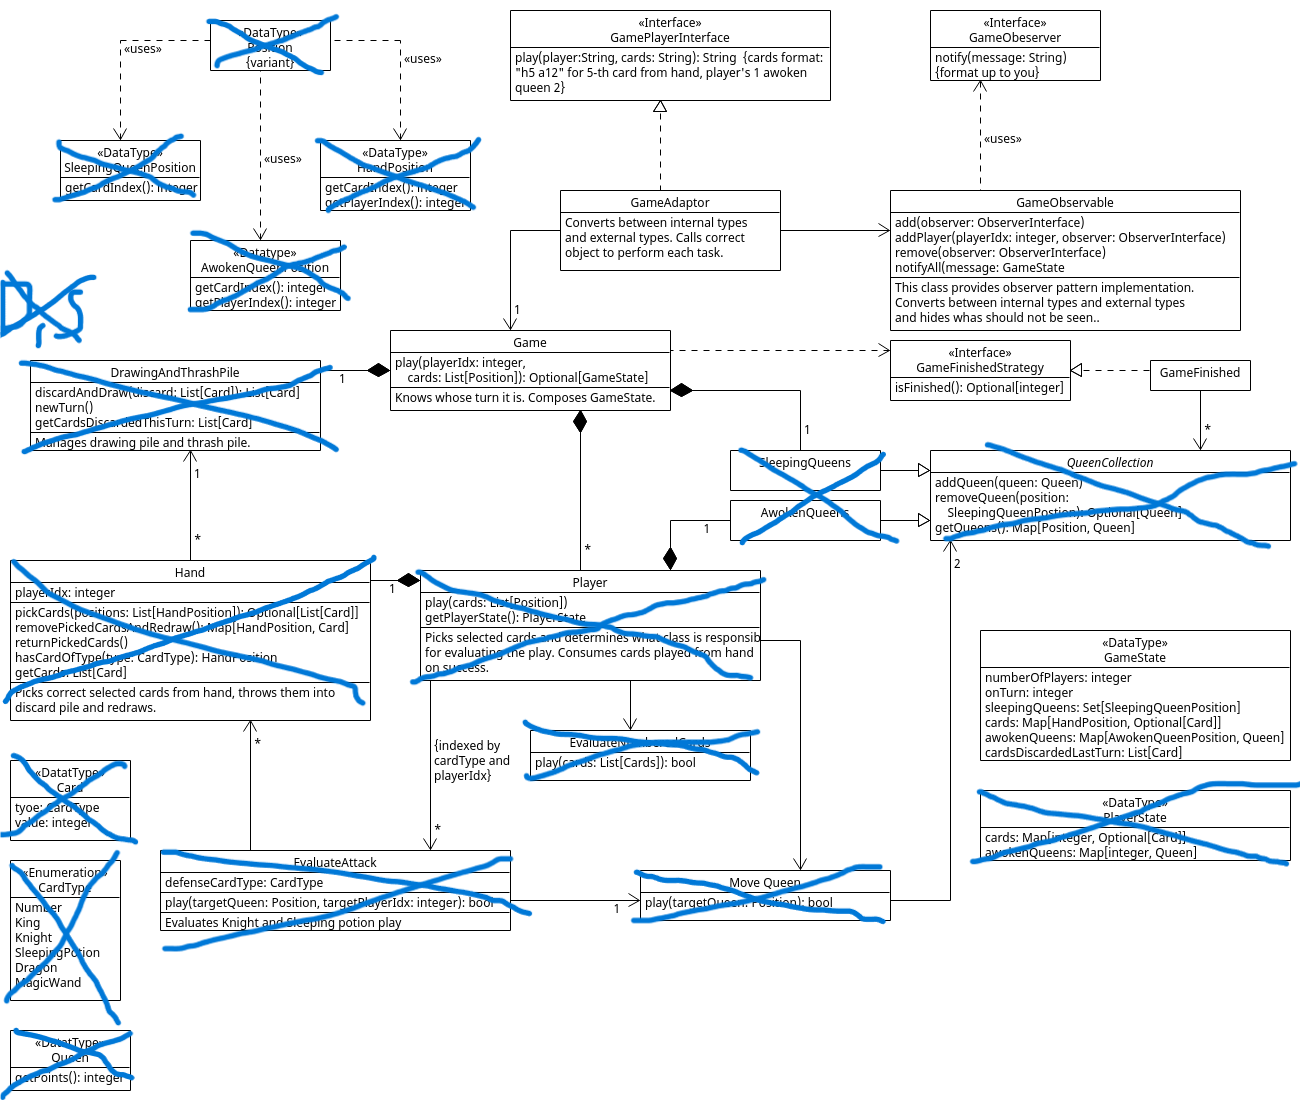 «DataType»
Position
{variant}
«uses»
«uses»
«uses»
«DataType»
SleepingQueenPosition
getCardIndex(): integer
«DataType»
HandPosition
getCardIndex(): integer
getPlayerIndex(): integer
«Datatype»
AwokenQueenPosition
getCardIndex(): integer
getPlayerIndex(): integer
«Interface»
GamePlayerInterface
play(player:String, cards: String): String  {cards format:
"h5 a12" for 5-th card from hand, player's 1 awoken
queen 2}
«Interface»
GameObeserver
notify(message: String)
{format up to you}
«uses»
GameAdaptor
Converts between internal types
and external types. Calls correct
object to perform each task.
GameObservable
add(observer: ObserverInterface)
addPlayer(playerIdx: integer, observer: ObserverInterface)
remove(observer: ObserverInterface)
notifyAll(message: GameState
This class provides observer pattern implementation.
Converts between internal types and external types
and hides whas should not be seen..
1
Game
play(playerIdx: integer,
cards: List[Position]): Optional[GameState]
Knows whose turn it is. Composes GameState.
«Interface»
GameFinishedStrategy
isFinished(): Optional[integer]
GameFinished
*
DrawingAndThrashPile
discardAndDraw(discard: List[Card]): List[Card]
newTurn()
getCardsDiscardedThisTurn: List[Card]
Manages drawing pile and thrash pile.
1
1
SleepingQueens
AwokenQueens
1
QueenCollection
addQueen(queen: Queen)
removeQueen(position:
SleepingQueenPostion): Optional[Queen]
getQueens(): Map[Position, Queen]
2
1
*
*
Hand
playerIdx: integer
pickCards(positions: List[HandPosition]): Optional[List[Card]]
removePickedCardsAndRedraw(): Map[HandPosition, Card]
returnPickedCards()
hasCardOfType(type: CardType): HandPosition
getCards: List[Card]
Picks correct selected cards from hand, throws them into
discard pile and redraws.
1
Player
play(cards: List[Position])
getPlayerState(): PlayerState
Picks selected cards and determines what class is responsib
for evaluating the play. Consumes cards played from hand
on success.
«DataType»
GameState
numberOfPlayers: integer
onTurn: integer
sleepingQueens: Set[SleepingQueenPosition]
cards: Map[HandPosition, Optional[Card]]
awokenQueens: Map[AwokenQueenPosition, Queen]
cardsDiscardedLastTurn: List[Card]
*
{indexed by
cardType and
playerIdx}
*
EvaluateNumberedCards
play(cards: List[Cards]): bool
«DatatType»
Card
tyoe: CardType
value: integer
«DataType»
PlayerState
cards: Map[integer, Optional[Card]]
awokenQueens: Map[integer, Queen]
«Enumeration»
CardType
Number
King
Knight
SleepingPotion
Dragon
MagicWand
EvaluateAttack
defenseCardType: CardType
play(targetQueen: Position, targetPlayerIdx: integer): bool
Evaluates Knight and Sleeping potion play
1
Move Queen
play(targetQueen: Position): bool
«DatatType»
Queen
getPoints(): integer